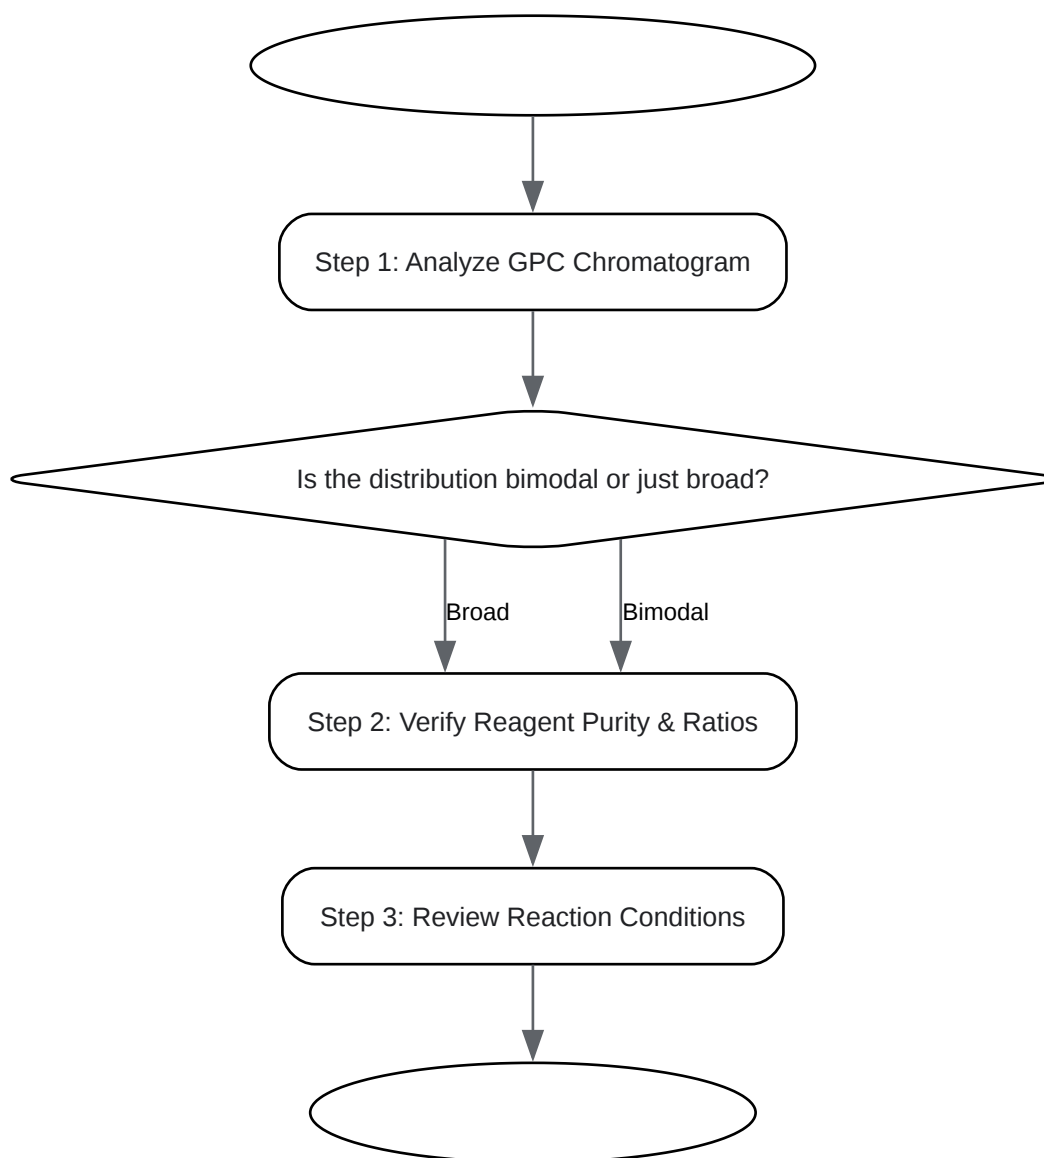 Step 1: Analyze GPC Chromatogram
Is the distribution bimodal or just broad?
Broad
Bimodal
Step 2: Verify Reagent Purity & Ratios
Step 3: Review Reaction Conditions